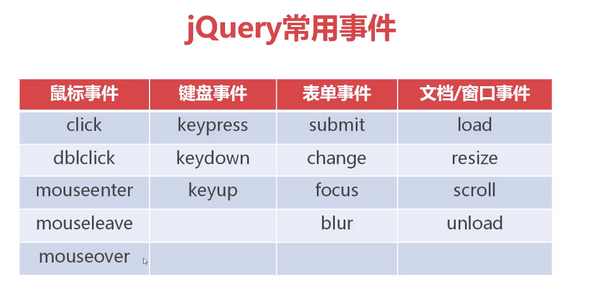 jQuery常用事件
鼠标事件 键盘事件 表单事件 文档/窗口事件
click keypress submit load
dblclick keydown change resize
mouseenter keyup focus scroll
mouseleave blur unload
mouseover